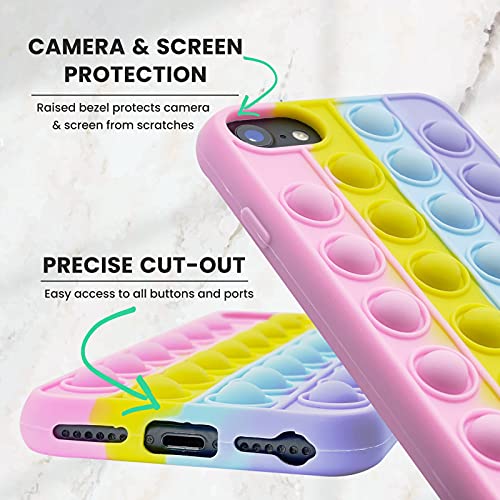 CAMERA & SCREEN
PROTECTION
Raised bezel protects camera
& screen from scratches
PRECISE CUT-OUT
Easy access to all buttons and ports